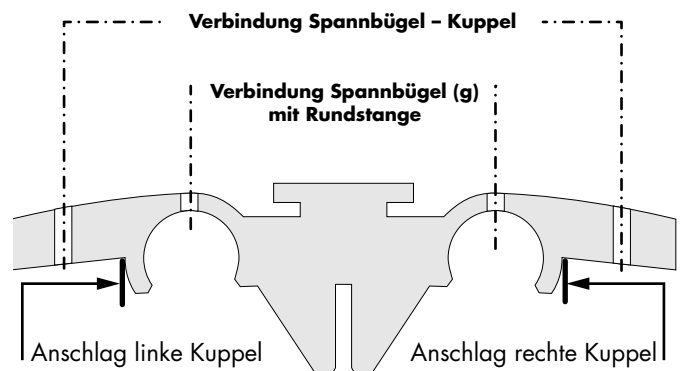 Verbindung Spannbügel – Kuppel
Verbindung Spannbügel (g)
mit Rundstange
Anschlag linke Kuppel
Anschlag rechte Kuppel